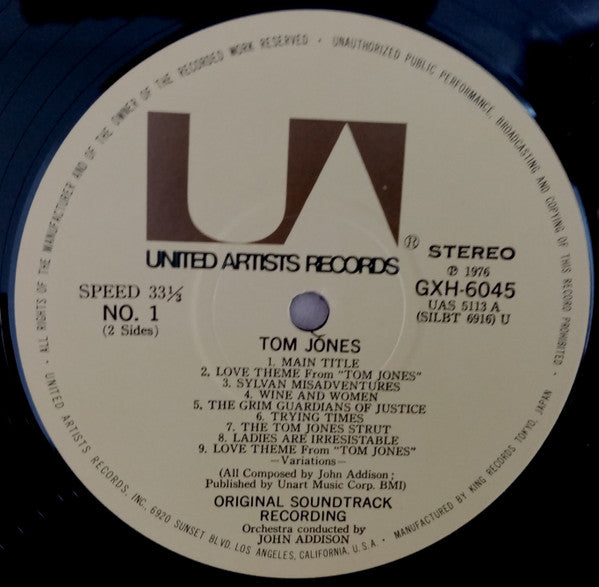 • ALL RIGHTS OF THE MANUFACTURER AND OF THE OWNER OF THE RECORDED WORK RESERVED • UNAUTHORIZED PUBLIC PERFORMANCE, BROADCASTING AND COPYING OF THIS RECORD PROHIBITED •
UA
UNITED ARTISTS RECORDS ®
STEREO
℗ 1976
GXH-6045
UAS 5113 A
(SILBT 6916) U
SPEED 33⅓
NO. 1
(2 Sides)
TOM JONES
1. MAIN TITLE
2. LOVE THEME From "TOM JONES"
3. SYLVAN MISADVENTURES
4. WINE AND WOMEN
5. THE GRIM GUARDIANS OF JUSTICE
6. TRYING TIMES
7. THE TOM JONES STRUT
8. LADIES ARE IRRESISTABLE
9. LOVE THEME From "TOM JONES"
—Variations—
(All Composed by John Addison;
Published by Unart Music Corp. BMI)
ORIGINAL SOUNDTRACK
RECORDING
Orchestra conducted by
JOHN ADDISON
• UNITED ARTISTS RECORDS, INC, 6920 SUNSET BLVD. LOS ANGELES, CALIFORNIA, U.S.A. • MANUFACTURED BY KING RECORDS TOKYO, JAPAN